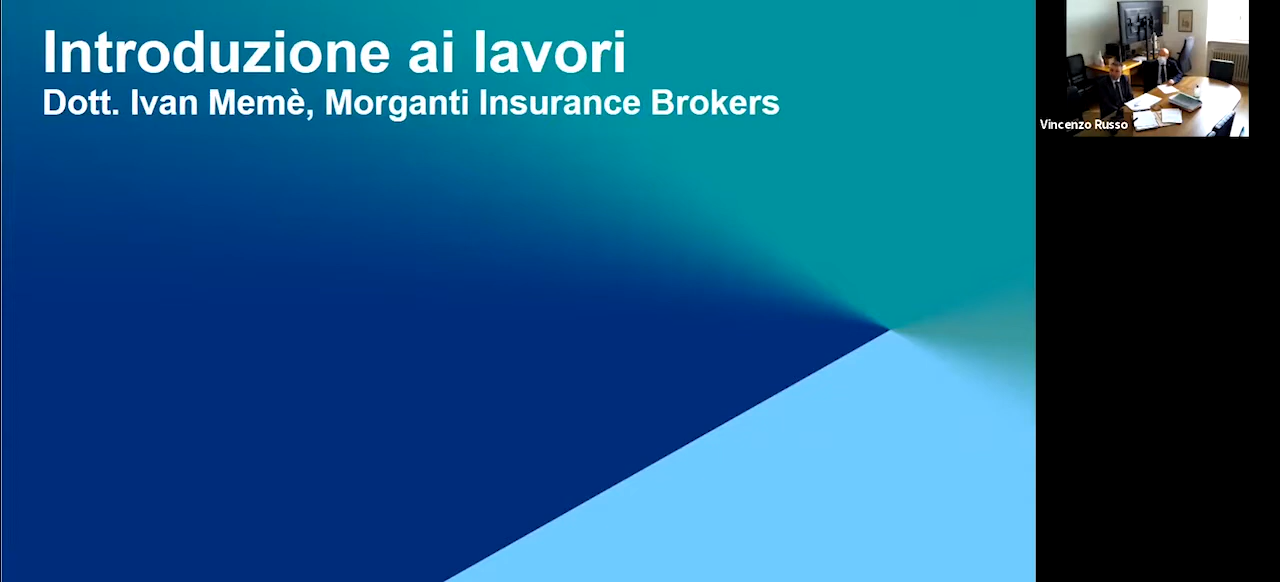 Introduzione ai lavori
Dott. Ivan Memè, Morganti Insurance Brokers
Vincenzo Russo